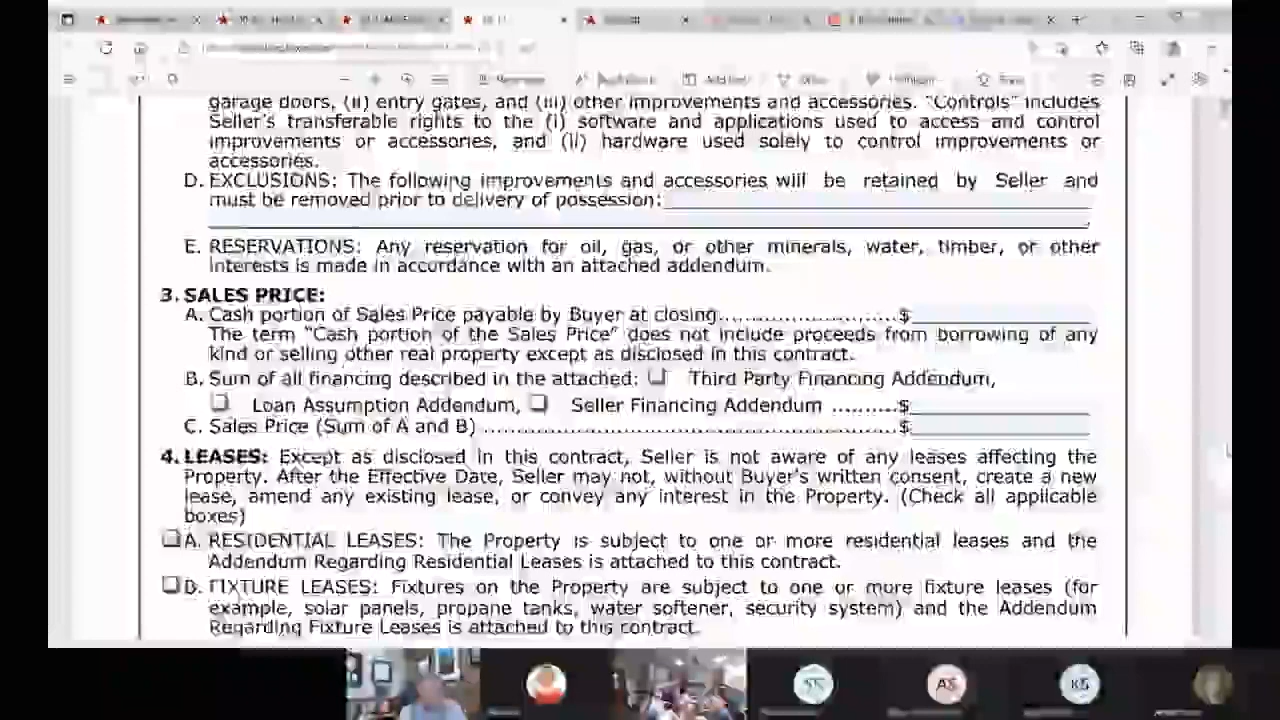 garage doors, (ii) entry gates, and (iii) other improvements and accessories. "Controls" includes
Seller's transferable rights to the (i) software and applications used to access and control
improvements or accessories, and (ii) hardware used solely to control improvements or
accessories.
D. EXCLUSIONS: The following improvements and accessories will be retained by Seller and
must be removed prior to delivery of possession:
E. RESERVATIONS: Any reservation for oil, gas, or other minerals, water, timber, or other
interests is made in accordance with an attached addendum.
3. SALES PRICE:
A. Cash portion of Sales Price payable by Buyer at closing..............................$
The term "Cash portion of the Sales Price" does not include proceeds from borrowing of any
kind or selling other real property except as disclosed in this contract.
B. Sum of all financing described in the attached: ❑ Third Party Financing Addendum,
❑ Loan Assumption Addendum, ❑ Seller Financing Addendum ..........$
C. Sales Price (Sum of A and B) ..............................................................$
4. LEASES: Except as disclosed in this contract, Seller is not aware of any leases affecting the
Property. After the Effective Date, Seller may not, without Buyer's written consent, create a new
lease, amend any existing lease, or convey any interest in the Property. (Check all applicable
boxes)
❑ A. RESIDENTIAL LEASES: The Property is subject to one or more residential leases and the
Addendum Regarding Residential Leases is attached to this contract.
❑ B. FIXTURE LEASES: Fixtures on the Property are subject to one or more fixture leases (for
example, solar panels, propane tanks, water softener, security system) and the Addendum
Regarding Fixture Leases is attached to this contract.